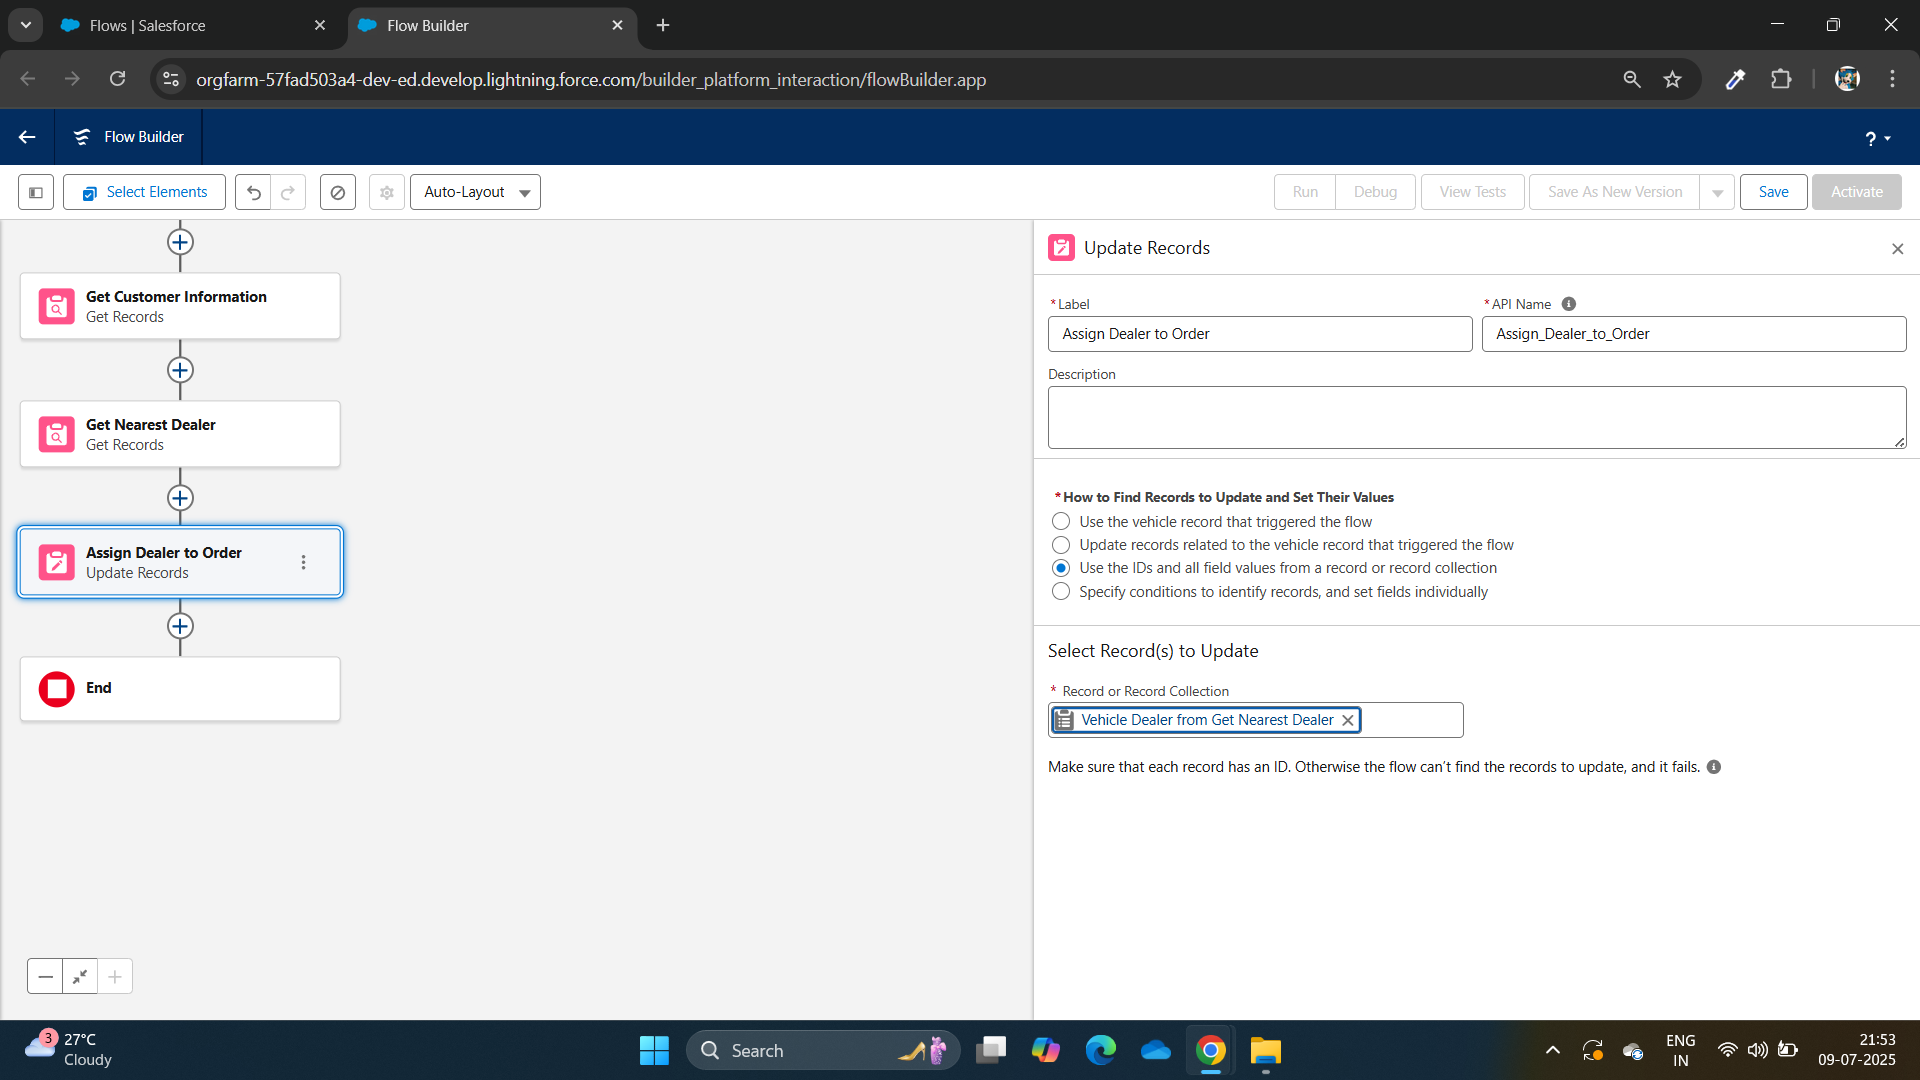 Flows | Salesforce
Flow Builder
orgfarm-57fad503a4-dev-ed.develop.lightning.force.com/builder_platform_interaction/flowBuilder.app
Flow Builder
?
Select Elements
Auto-Layout
Run
Debug
View Tests
Save As New Version
Save
Activate
Get Customer Information
Get Records
Get Nearest Dealer
Get Records
Assign Dealer to Order
Update Records
End
Update Records
*Label
*API Name
Assign Dealer to Order
Assign_Dealer_to_Order
Description
*How to Find Records to Update and Set Their Values
Use the vehicle record that triggered the flow
Update records related to the vehicle record that triggered the flow
Use the IDs and all field values from a record or record collection
Specify conditions to identify records, and set fields individually
Select Record(s) to Update
* Record or Record Collection
Vehicle Dealer from Get Nearest Dealer
Make sure that each record has an ID. Otherwise the flow can't find the records to update, and it fails.
3
27°C
Cloudy
Search
ENG
IN
21:53
09-07-2025